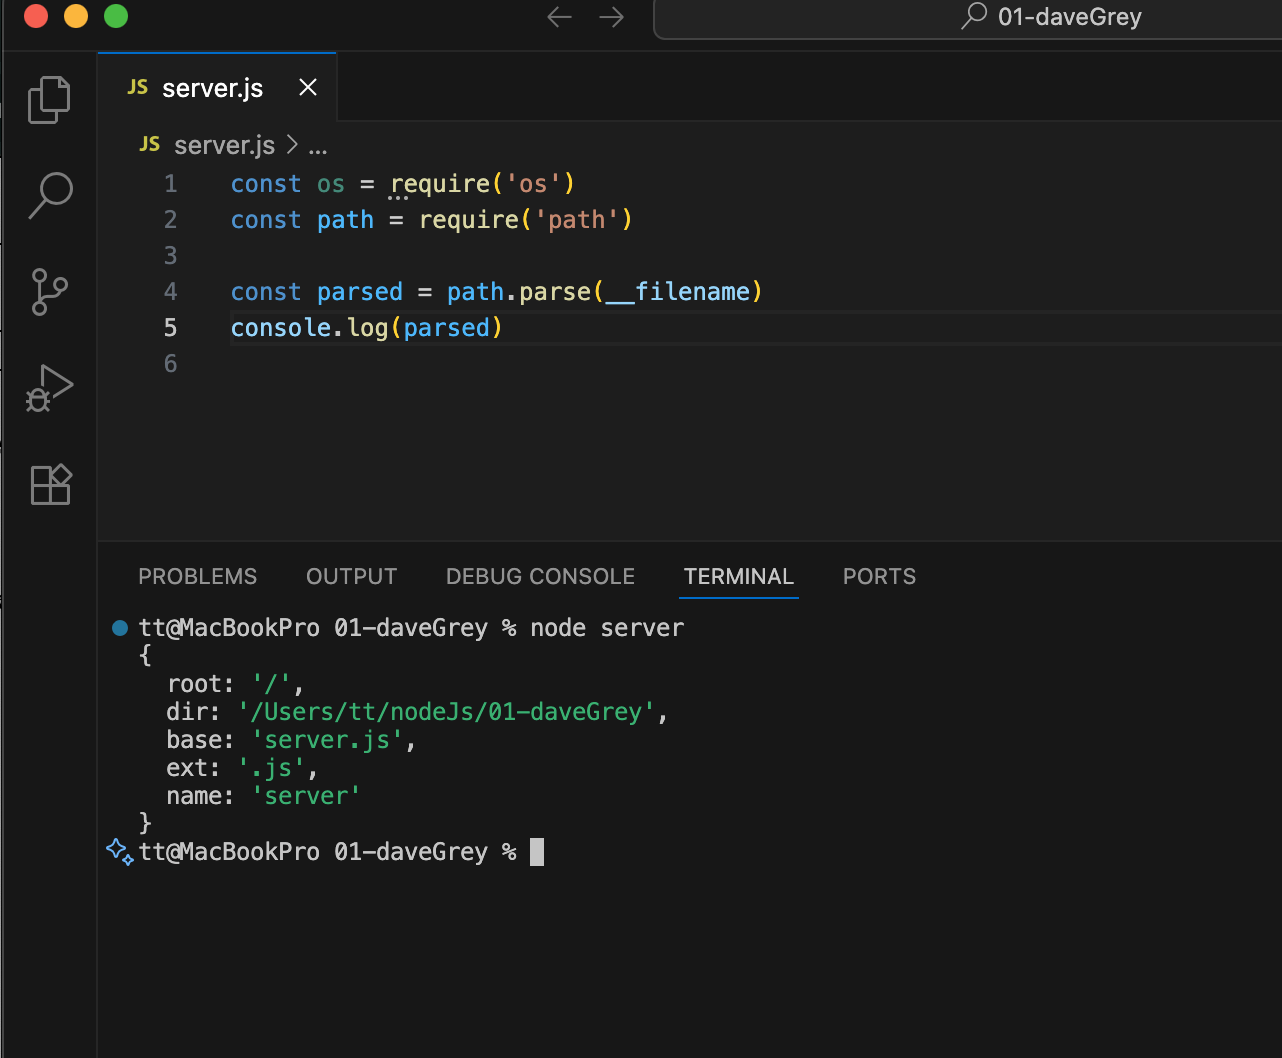 01-daveGrey
JS server.js
JS server.js > ...
1 const os = require('os')
2 const path = require('path')
3
4 const parsed = path.parse(__filename)
5 console.log(parsed)
6
PROBLEMS OUTPUT DEBUG CONSOLE TERMINAL PORTS
tt@MacBookPro 01-daveGrey % node server
{
  root: '/',
  dir: '/Users/tt/nodeJs/01-daveGrey',
  base: 'server.js',
  ext: '.js',
  name: 'server'
}
tt@MacBookPro 01-daveGrey %